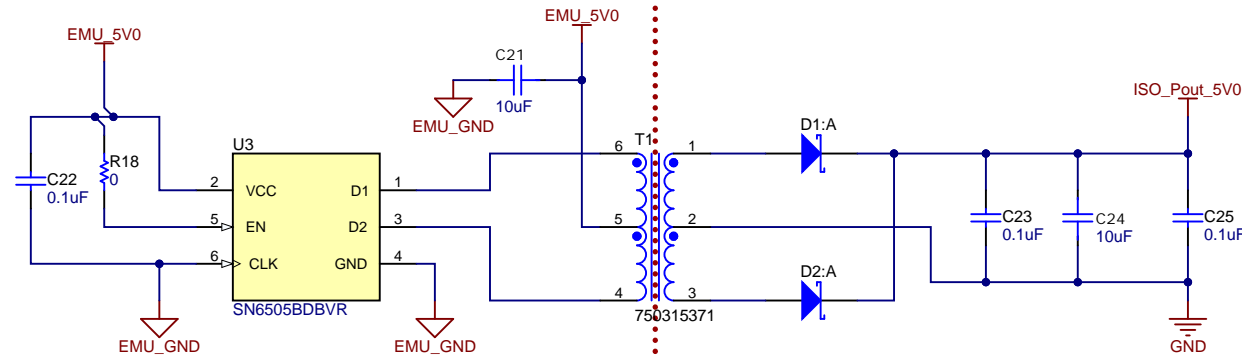 EMU_5V0
EMU_5V0
C21
10uF
EMU_GND
ISO_Pout_5V0
U3
R18
0
C22
0.1uF
2
VCC
D1
1
5
EN
D2
3
6
CLK
GND
4
SN6505BDBVR
EMU_GND
EMU_GND
T1
6
1
5
2
4
3
750315371
D1:A
D2:A
C23
0.1uF
C24
10uF
C25
0.1uF
GND